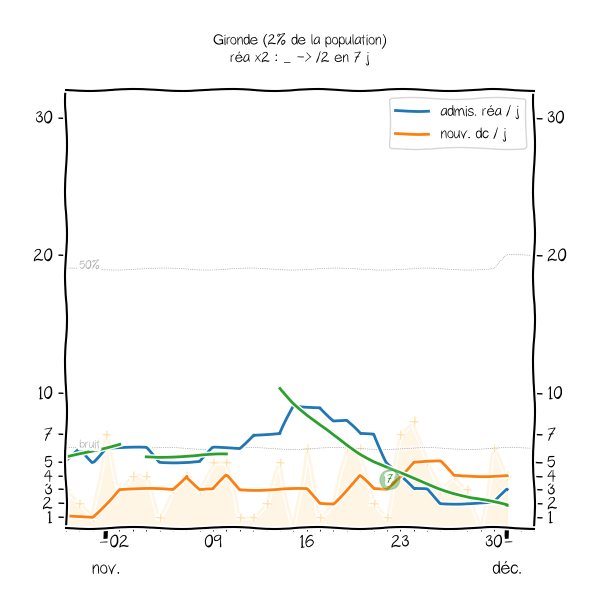 Gironde (2% de la population)
réa x2 : _ -> /2 en 7 j
admis. réa / j
nouv. dc / j
30 30
50%
20 20
10 10
7 7
bruit
5 5
4 4
3 3
2 2
1 1
7
02 09 16 23 30
nov. déc.